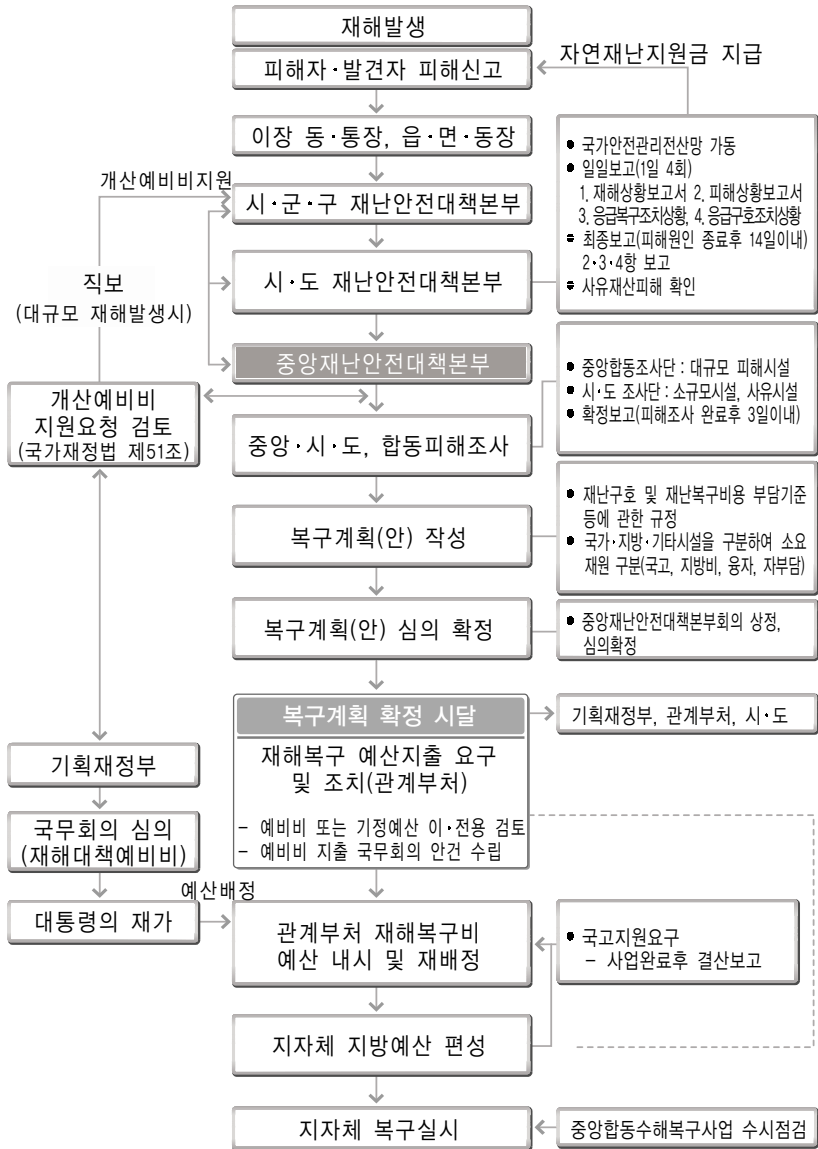 재해발생
피해자·발견자 피해신고
자연재난지원금 지급
이장 동·통장, 읍·면·동장
● 국가안전관리전산망 가동
● 일일보고(1일 4회)
1. 재해상황보고서 2. 피해상황보고서
3. 응급복구조치상황, 4. 응급구호조치상황
● 최종보고(피해원인 종료후 14일이내)
2·3·4항 보고
● 사유재산피해 확인
개산예비비지원
시·군·구 재난안전대책본부
직보
(대규모 재해발생시)
시·도 재난안전대책본부
중앙재난안전대책본부
개산예비비
지원요청 검토
(국가재정법 제51조)
중앙·시·도, 합동피해조사
● 중앙합동조사단 : 대규모 피해시설
● 시·도 조사단 : 소규모시설, 사유시설
● 확정보고(피해조사 완료후 3일이내)
복구계획(안) 작성
● 재난구호 및 재난복구비용 부담기준
등에 관한 규정
● 국가·지방·기타시설을 구분하여 소요
재원 구분(국고, 지방비, 융자, 자부담)
복구계획(안) 심의 확정
● 중앙재난안전대책본부회의 상정,
심의확정
복구계획 확정 시달
기획재정부, 관계부처, 시·도
재해복구 예산지출 요구
및 조치(관계부처)
- 예비비 또는 기정예산 이·전용 검토
- 예비비 지출 국무회의 안건 수립
기획재정부
국무회의 심의
(재해대책예비비)
예산배정
대통령의 재가
관계부처 재해복구비
예산 내시 및 재배정
● 국고지원요구
- 사업완료후 결산보고
지자체 지방예산 편성
지자체 복구실시
중앙합동수해복구사업 수시점검